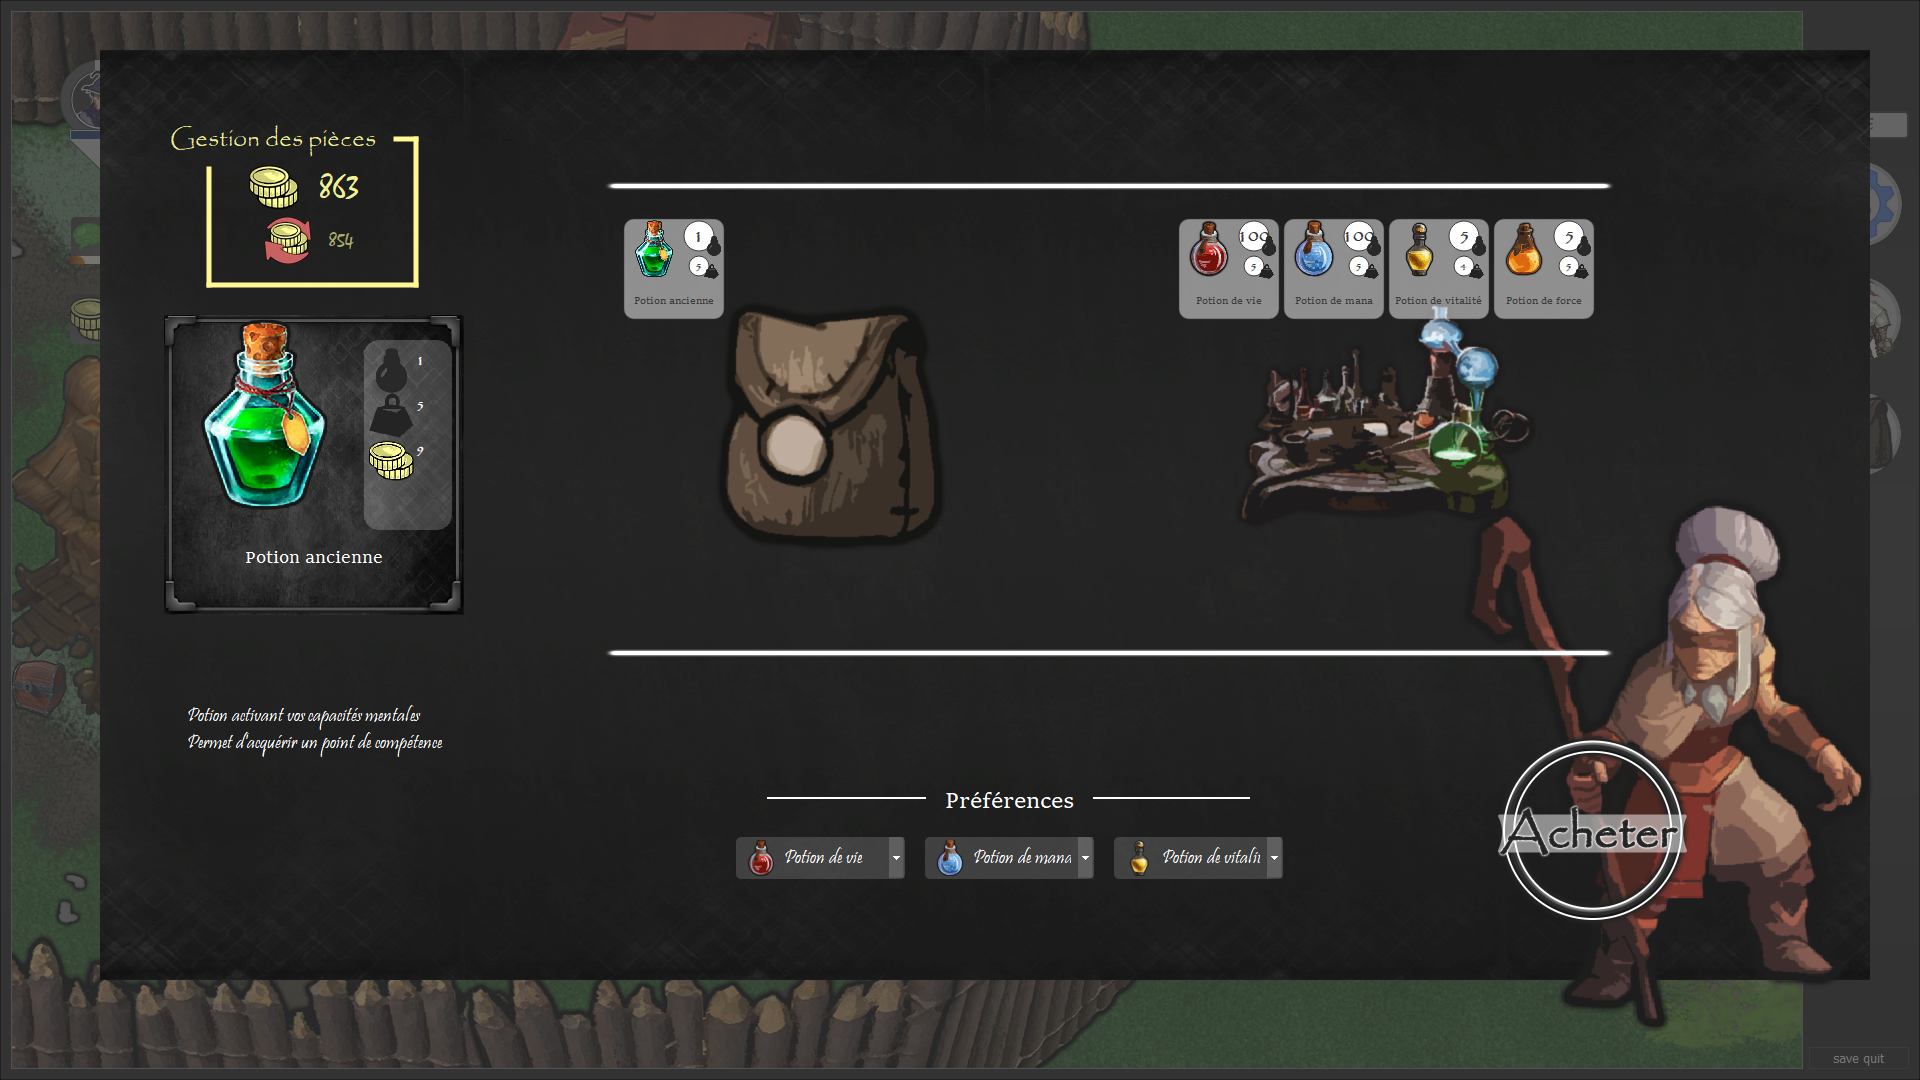 Gestion des pièces
863
854
1
5
Potion ancienne
100
5
Potion de vie
100
5
Potion de mana
5
4
Potion de vitalité
5
5
Potion de force
1
5
9
Potion ancienne
Potion activant vos capacités mentales
Permet d'acquérir un point de compétence
Préférences
Potion de vie
Potion de mana
Potion de vitali
Acheter
save quit